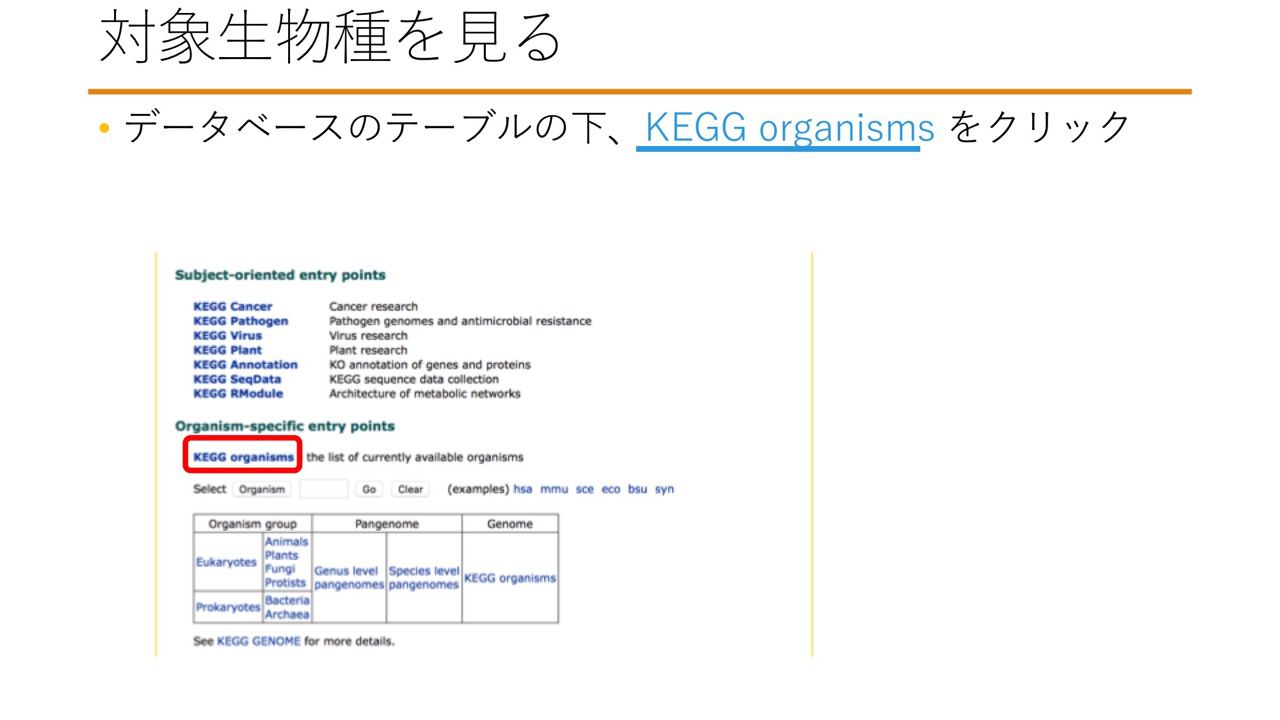 対象生物種を見る
• データベースのテーブルの下、KEGG organisms をクリック
Subject-oriented entry points
KEGG Cancer Cancer research
KEGG Pathogen Pathogen genomes and antimicrobial resistance
KEGG Virus Virus research
KEGG Plant Plant research
KEGG Annotation KO annotation of genes and proteins
KEGG SeqData KEGG sequence data collection
KEGG RModule Architecture of metabolic networks
Organism-specific entry points
KEGG organisms the list of currently available organisms
Select Organism Go Clear (examples) hsa mmu sce eco bsu syn
Organism group Pangenome Genome
Eukaryotes
Animals
Plants
Fungi
Protists
Genus level
pangenomes
Species level
pangenomes
KEGG organisms
Prokaryotes
Bacteria
Archaea
See KEGG GENOME for more details.